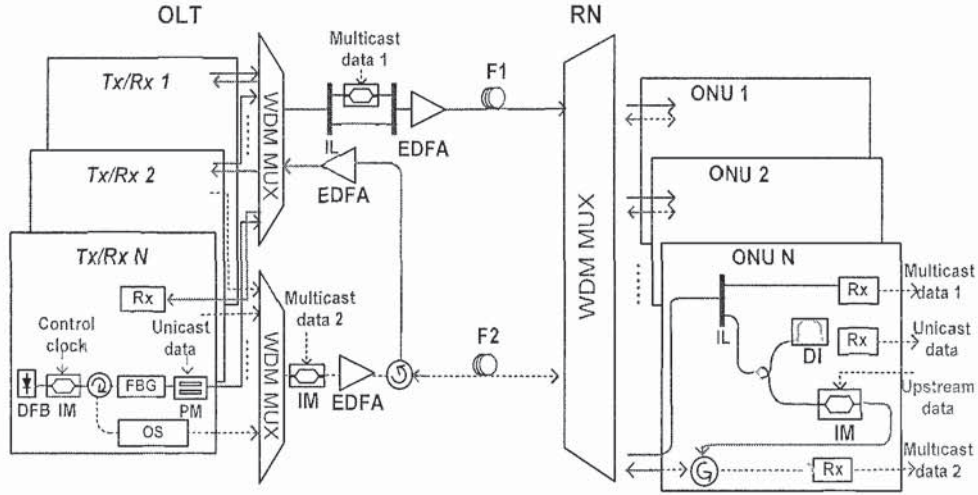 OLT
RN
Tx/Rx 1
Tx/Rx 2
Tx/Rx N
Rx
Control
clock
Unicast
data
DFB
IM
FBG
PM
OS
WDM MUX
WDM MUX
Multicast
data 1
IL
EDFA
EDFA
Multicast
data 2
IM
EDFA
F1
F2
WDM MUX
ONU 1
ONU 2
ONU N
IL
Rx
Multicast
data 1
DI
Rx
Unicast
data
Upstream
data
IM
G
Rx
Multicast
data 2